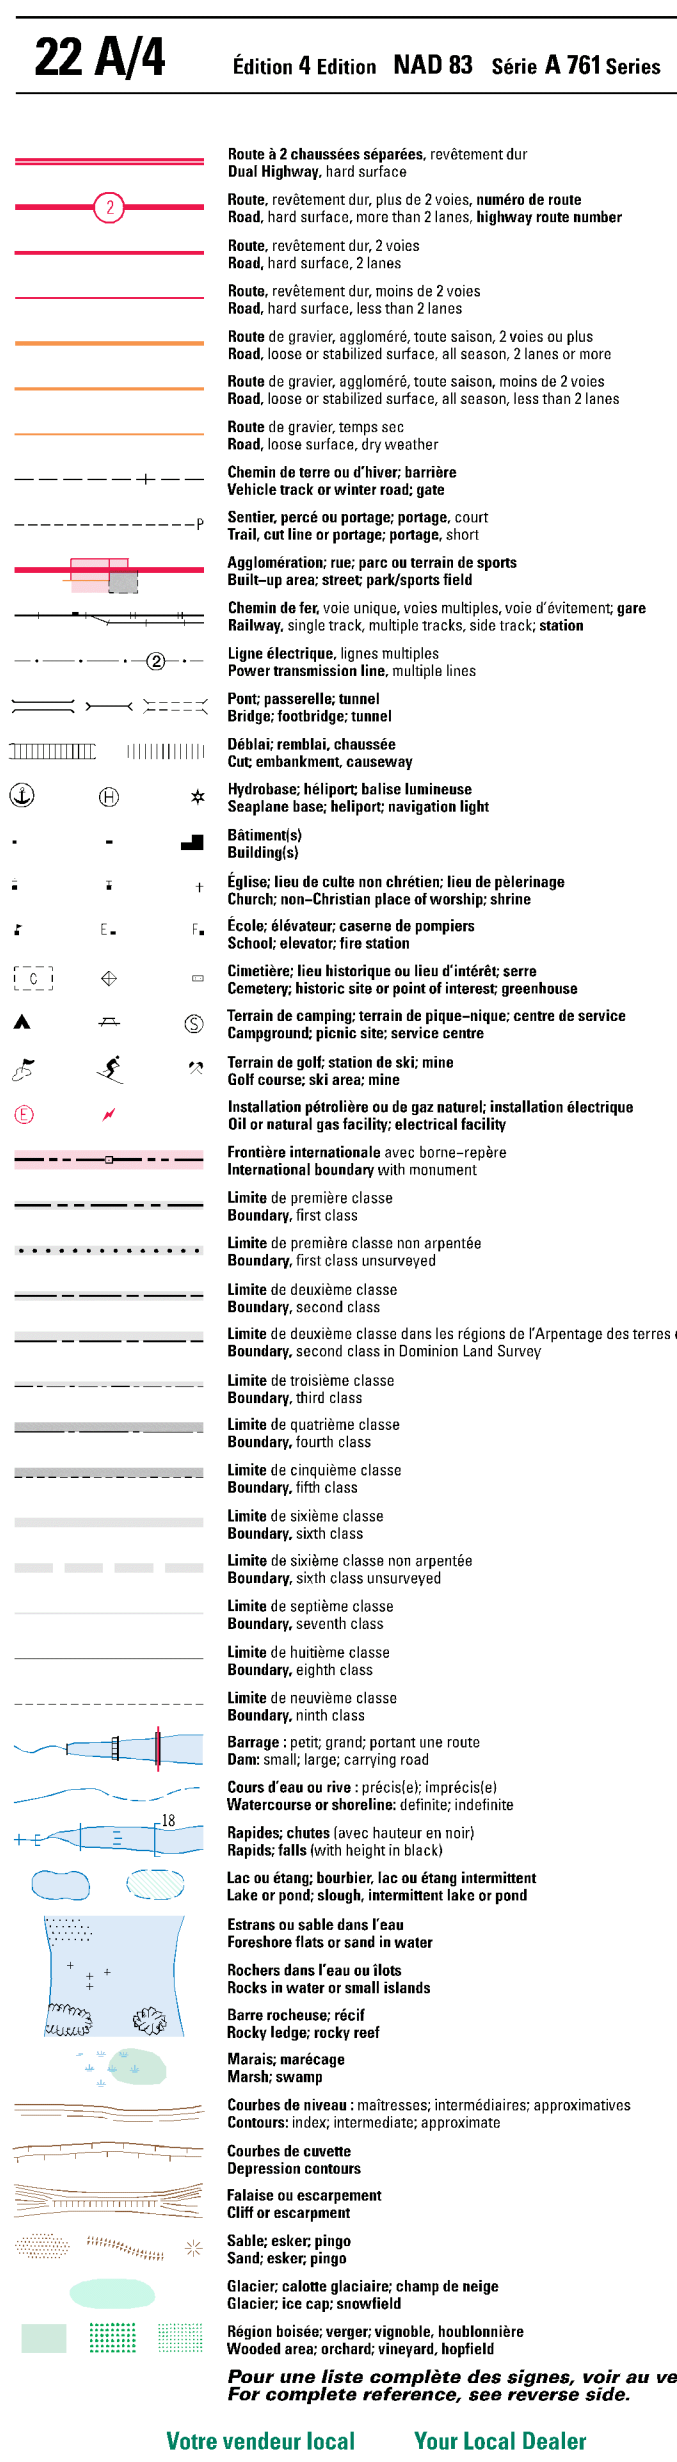 22 A/4 Édition 4 Edition NAD 83 Série A 761 Series
Route à 2 chaussées séparées, revêtement dur
Dual Highway, hard surface
2
Route, revêtement dur, plus de 2 voies, numéro de route
Road, hard surface, more than 2 lanes, highway route number
Route, revêtement dur, 2 voies
Road, hard surface, 2 lanes
Route, revêtement dur, moins de 2 voies
Road, hard surface, less than 2 lanes
Route de gravier, aggloméré, toute saison, 2 voies ou plus
Road, loose or stabilized surface, all season, 2 lanes or more
Route de gravier, aggloméré, toute saison, moins de 2 voies
Road, loose or stabilized surface, all season, less than 2 lanes
Route de gravier, temps sec
Road, loose surface, dry weather
Chemin de terre ou d'hiver; barrière
Vehicle track or winter road; gate
P
Sentier, percé ou portage; portage, court
Trail, cut line or portage; portage, short
Agglomération; rue; parc ou terrain de sports
Built-up area; street; park/sports field
Chemin de fer, voie unique, voies multiples, voie d'évitement; gare
Railway, single track, multiple tracks, side track; station
2
Ligne électrique, lignes multiples
Power transmission line, multiple lines
Pont; passerelle; tunnel
Bridge; footbridge; tunnel
Déblai; remblai, chaussée
Cut; embankment, causeway
H
Hydrobase; héliport; balise lumineuse
Seaplane base; heliport; navigation light
Bâtiment(s)
Building(s)
Église; lieu de culte non chrétien; lieu de pèlerinage
Church; non-Christian place of worship; shrine
E F
École; élévateur; caserne de pompiers
School; elevator; fire station
C
Cimetière; lieu historique ou lieu d'intérêt; serre
Cemetery; historic site or point of interest; greenhouse
S
Terrain de camping; terrain de pique-nique; centre de service
Campground; picnic site; service centre
Terrain de golf; station de ski; mine
Golf course; ski area; mine
E
Installation pétrolière ou de gaz naturel; installation électrique
Oil or natural gas facility; electrical facility
Frontière internationale avec borne-repère
International boundary with monument
Limite de première classe
Boundary, first class
Limite de première classe non arpentée
Boundary, first class unsurveyed
Limite de deuxième classe
Boundary, second class
Limite de deuxième classe dans les régions de l'Arpentage des terres
Boundary, second class in Dominion Land Survey
Limite de troisième classe
Boundary, third class
Limite de quatrième classe
Boundary, fourth class
Limite de cinquième classe
Boundary, fifth class
Limite de sixième classe
Boundary, sixth class
Limite de sixième classe non arpentée
Boundary, sixth class unsurveyed
Limite de septième classe
Boundary, seventh class
Limite de huitième classe
Boundary, eighth class
Limite de neuvième classe
Boundary, ninth class
Barrage : petit; grand; portant une route
Dam: small; large; carrying road
Cours d'eau ou rive : précis(e); imprécis(e)
Watercourse or shoreline: definite; indefinite
18
Rapides; chutes (avec hauteur en noir)
Rapids; falls (with height in black)
Lac ou étang; bourbier, lac ou étang intermittent
Lake or pond; slough, intermittent lake or pond
Estrans ou sable dans l'eau
Foreshore flats or sand in water
Rochers dans l'eau ou îlots
Rocks in water or small islands
Barre rocheuse; récif
Rocky ledge; rocky reef
Marais; marécage
Marsh; swamp
Courbes de niveau : maîtresses; intermédiaires; approximatives
Contours: index; intermediate; approximate
Courbes de cuvette
Depression contours
Falaise ou escarpement
Cliff or escarpment
Sable; esker; pingo
Sand; esker; pingo
Glacier; calotte glaciaire; champ de neige
Glacier; ice cap; snowfield
Région boisée; verger; vignoble, houblonnière
Wooded area; orchard; vineyard, hopfield
Pour une liste complète des signes, voir au ve
For complete reference, see reverse side.
Votre vendeur local Your Local Dealer